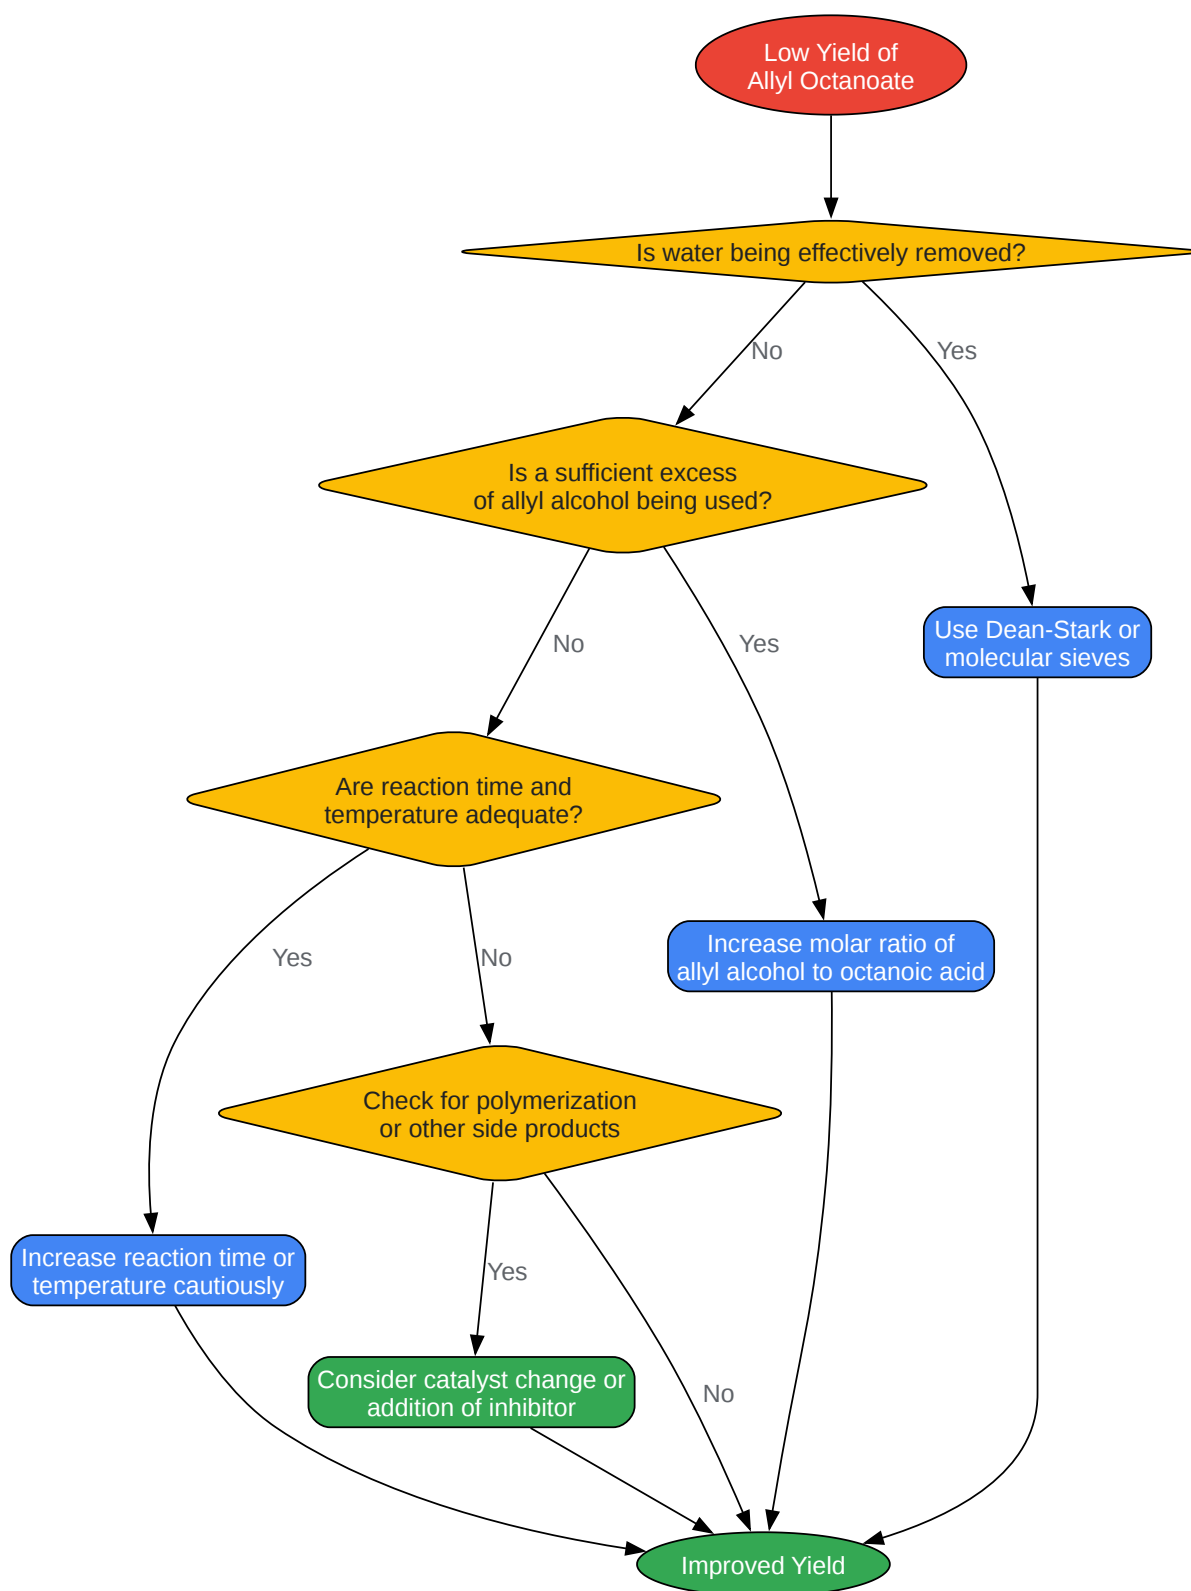 Low Yield of
Allyl Octanoate
Is water being effectively removed?
No
Yes
Is a sufficient excess
of allyl alcohol being used?
No
Yes
Use Dean-Stark or
molecular sieves
Are reaction time and
temperature adequate?
Yes
No
Increase molar ratio of
allyl alcohol to octanoic acid
Check for polymerization
or other side products
Increase reaction time or
temperature cautiously
Yes
Consider catalyst change or
addition of inhibitor
No
Improved Yield